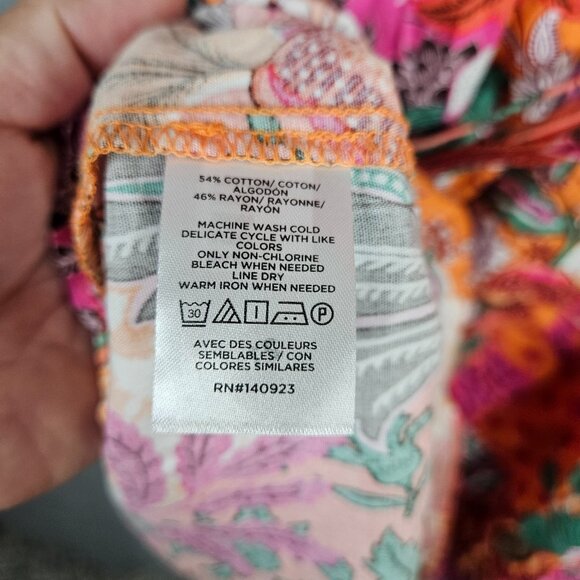 54% COTTON/ COTON/
ALGODÓN
46% RAYON/ RAYONNE/
RAYÓN
MACHINE WASH COLD
DELICATE CYCLE WITH LIKE
COLORS
ONLY NON-CHLORINE
BLEACH WHEN NEEDED
LINE DRY
WARM IRON WHEN NEEDED
30 P
AVEC DES COULEURS
SEMBLABLES / CON
COLORES SIMILARES
RN#140923